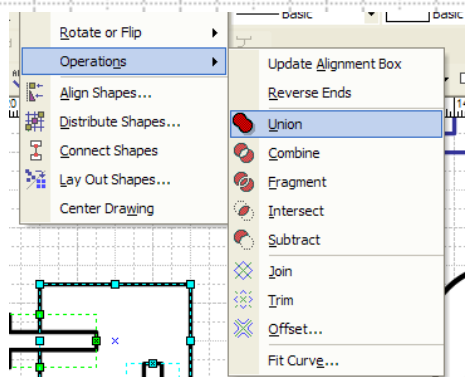 Basic
Basic
Rotate or Flip
Operations
Align Shapes...
Distribute Shapes...
Connect Shapes
Lay Out Shapes...
Center Drawing
Update Alignment Box
Reverse Ends
Union
Combine
Fragment
Intersect
Subtract
Join
Trim
Offset...
Fit Curve...